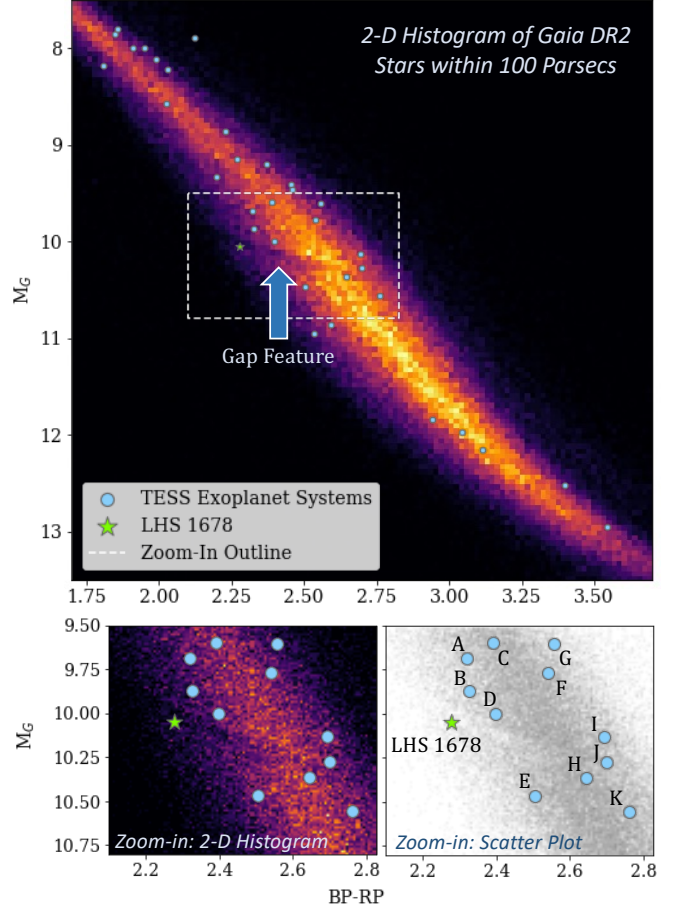 2-D Histogram of Gaia DR2
Stars within 100 Parsecs
8
9
10
11
12
13
M_G
Gap Feature
TESS Exoplanet Systems
LHS 1678
Zoom-In Outline
1.75 2.00 2.25 2.50 2.75 3.00 3.25 3.50
9.50
9.75
10.00
10.25
10.50
10.75
M_G
Zoom-in: 2-D Histogram
2.2 2.4 2.6 2.8
A
C
G
B
F
D
LHS 1678
I
J
H
E
K
Zoom-in: Scatter Plot
2.2 2.4 2.6 2.8
BP-RP